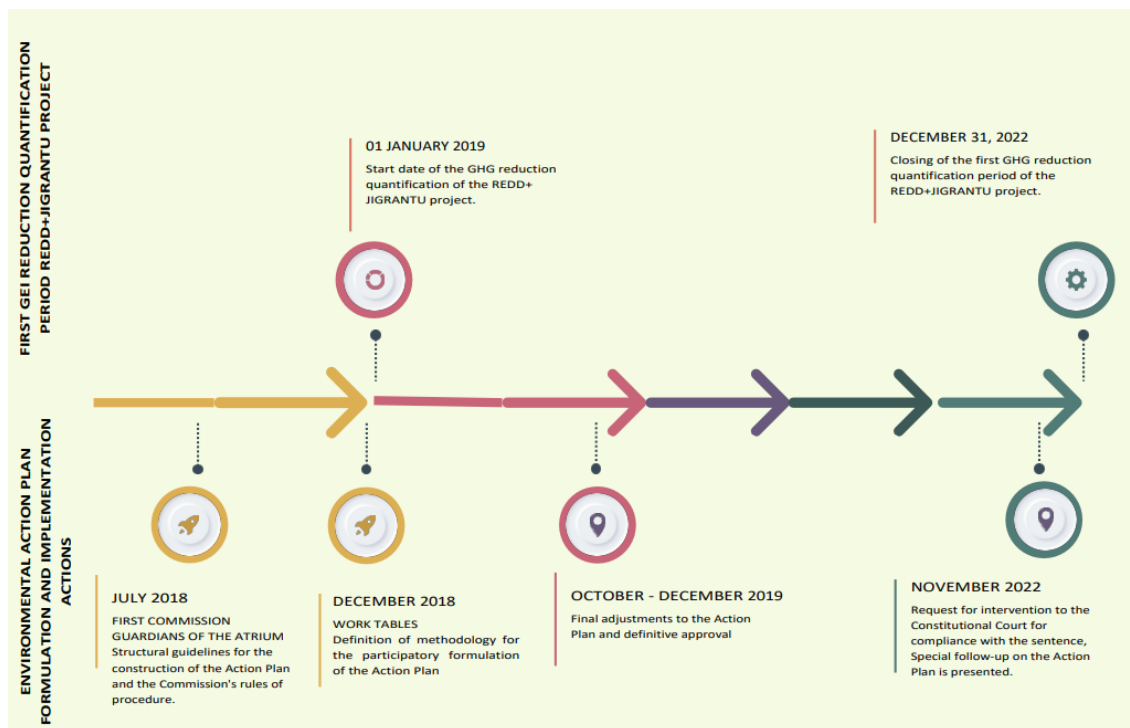 FIRST GEI REDUCTION QUANTIFICATION
PERIOD REDD+JIGRANTU PROJECT
01 JANUARY 2019
Start date of the GHG reduction
quantification of the REDD+
JIGRANTU project.
DECEMBER 31, 2022
Closing of the first GHG reduction
quantification period of the
REDD+JIGRANTU project.
ENVIRONMENTAL ACTION PLAN
FORMULATION AND IMPLEMENTATION
ACTIONS
JULY 2018
FIRST COMMISSION
GUARDIANS OF THE ATRIUM
Structural guidelines for the
construction of the Action Plan
and the Commission's rules of
procedure.
DECEMBER 2018
WORK TABLES
Definition of methodology for
the participatory formulation
of the Action Plan
OCTOBER - DECEMBER 2019
Final adjustments to the Action
Plan and definitive approval
NOVEMBER 2022
Request for intervention to the
Constitutional Court for
compliance with the sentence,
Special follow-up on the Action
Plan is presented.